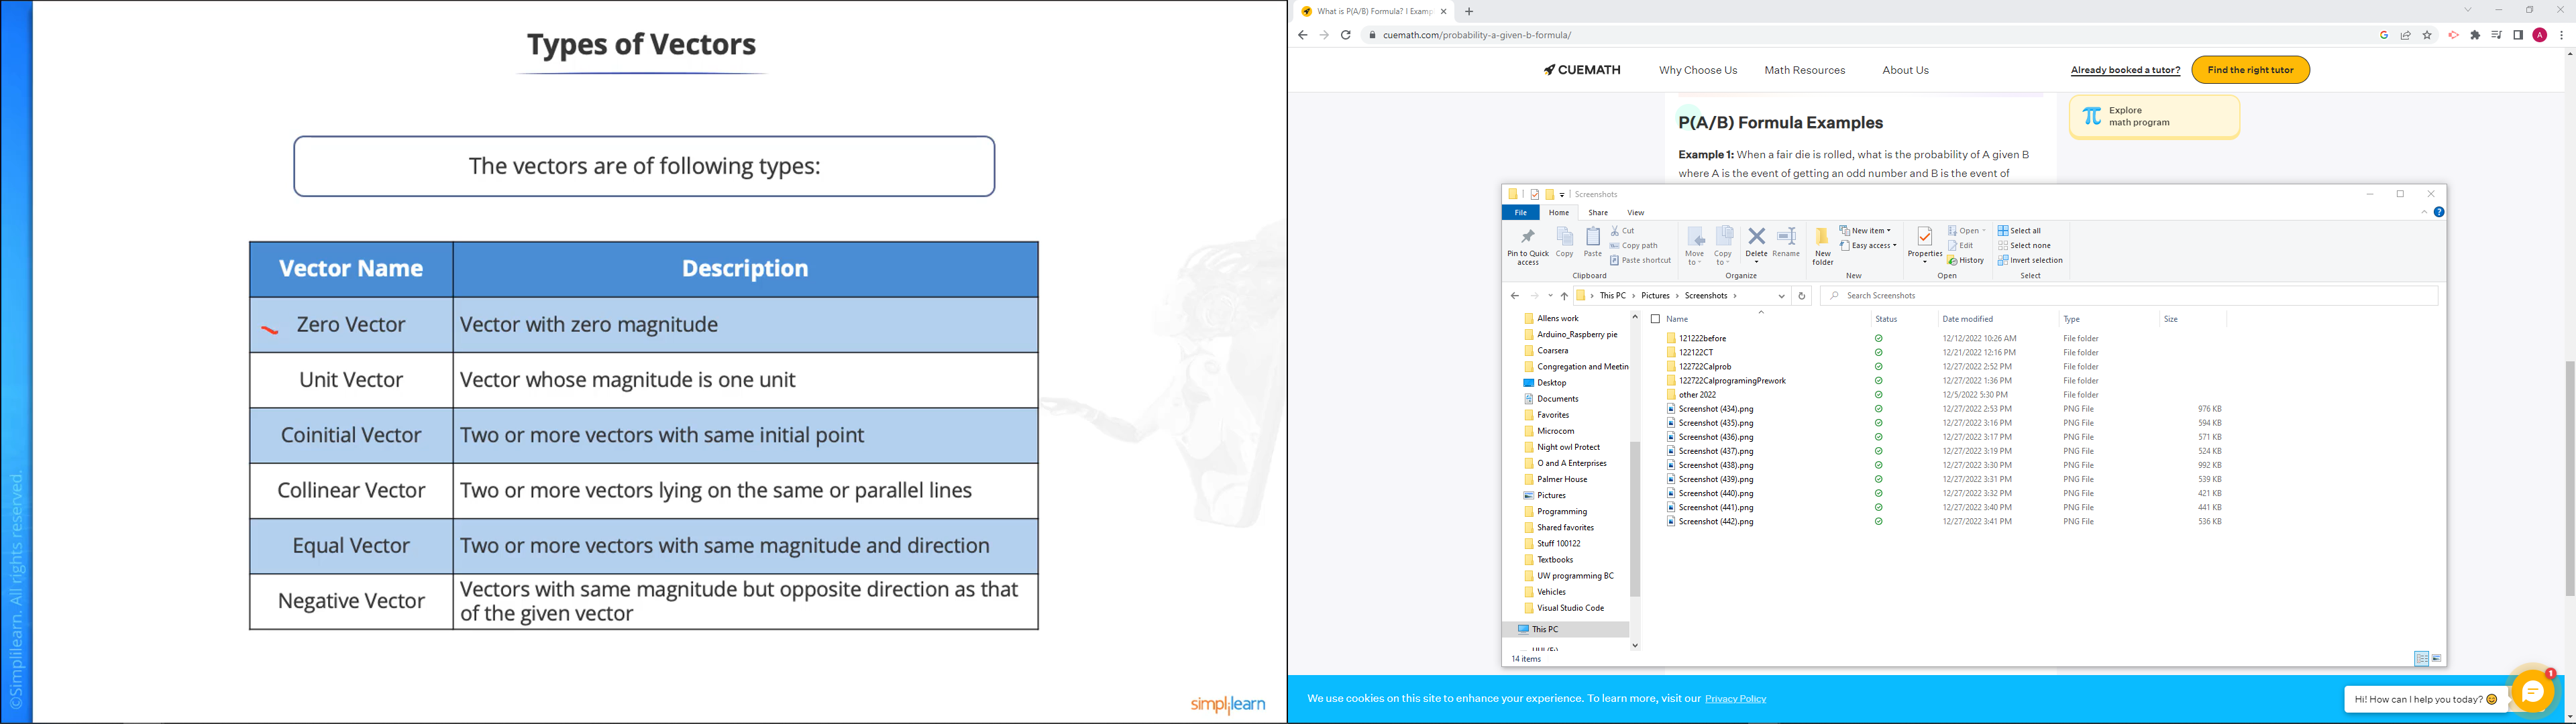 Types of Vectors
The vectors are of following types:
Vector Name Description
Zero Vector Vector with zero magnitude
Unit Vector Vector whose magnitude is one unit
Coinitial Vector Two or more vectors with same initial point
Collinear Vector Two or more vectors lying on the same or parallel lines
Equal Vector Two or more vectors with same magnitude and direction
Negative Vector Vectors with same magnitude but opposite direction as that
of the given vector
©Simplilearn. All rights reserved.
simplilearn
What is P(A/B) Formula? | Examp
cuemath.com/probability-a-given-b-formula/
A
CUEMATH Why Choose Us Math Resources About Us Already booked a tutor? Find the right tutor
Explore
math program
P(A/B) Formula Examples
Example 1: When a fair die is rolled, what is the probability of A given B
where A is the event of getting an odd number and B is the event of
Screenshots
File Home Share View
Pin to Quick
access
Copy
Paste
Cut
Copy path
Paste shortcut
Clipboard
Move
to
Copy
to
Delete
Rename
Organize
New
folder
New item
Easy access
New
Properties
Open
Edit
History
Open
Select all
Select none
Invert selection
Select
This PC › Pictures › Screenshots ›
Search Screenshots
Allens work
Arduino_Raspberry pie
Coarsera
Congregation and Meetin
Desktop
Documents
Favorites
Microcom
Night owl Protect
O and A Enterprises
Palmer House
Pictures
Programming
Shared favorites
Stuff 100122
Textbooks
UW programming BC
Vehicles
Visual Studio Code
This PC
Name Status Date modified Type Size
121222before 12/12/2022 10:26 AM File folder
122122CT 12/21/2022 12:16 PM File folder
122722Calprob 12/27/2022 2:52 PM File folder
122722CalprogramingPrework 12/27/2022 1:36 PM File folder
other 2022 12/5/2022 5:30 PM File folder
Screenshot (434).png 12/27/2022 2:53 PM PNG File 976 KB
Screenshot (435).png 12/27/2022 3:16 PM PNG File 594 KB
Screenshot (436).png 12/27/2022 3:17 PM PNG File 571 KB
Screenshot (437).png 12/27/2022 3:19 PM PNG File 524 KB
Screenshot (438).png 12/27/2022 3:30 PM PNG File 992 KB
Screenshot (439).png 12/27/2022 3:31 PM PNG File 539 KB
Screenshot (440).png 12/27/2022 3:32 PM PNG File 421 KB
Screenshot (441).png 12/27/2022 3:40 PM PNG File 441 KB
Screenshot (442).png 12/27/2022 3:41 PM PNG File 536 KB
14 items
We use cookies on this site to enhance your experience. To learn more, visit our Privacy Policy
Hi! How can I help you today? 😊
1